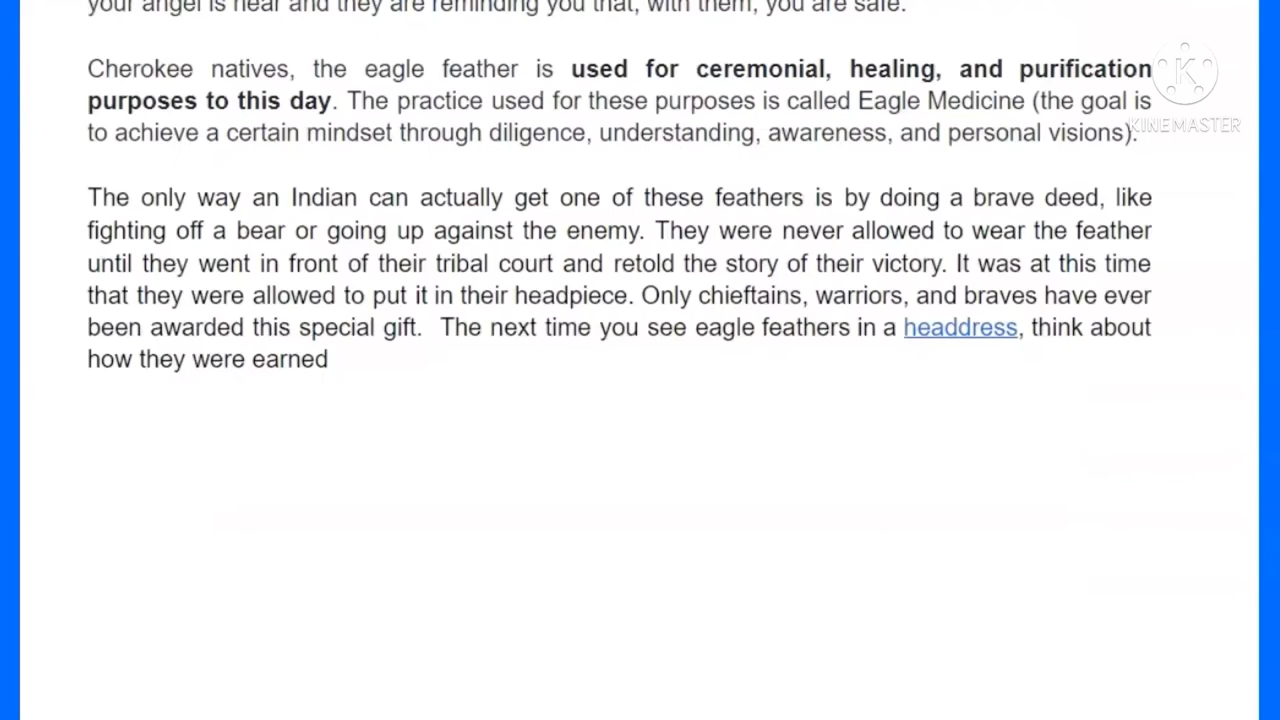 your angel is near and they are reminding you that, with them, you are safe.
Cherokee natives, the eagle feather is used for ceremonial, healing, and purification
purposes to this day. The practice used for these purposes is called Eagle Medicine (the goal is
to achieve a certain mindset through diligence, understanding, awareness, and personal visions).
KINEMASTER
The only way an Indian can actually get one of these feathers is by doing a brave deed, like
fighting off a bear or going up against the enemy. They were never allowed to wear the feather
until they went in front of their tribal court and retold the story of their victory. It was at this time
that they were allowed to put it in their headpiece. Only chieftains, warriors, and braves have ever
been awarded this special gift.  The next time you see eagle feathers in a headdress, think about
how they were earned